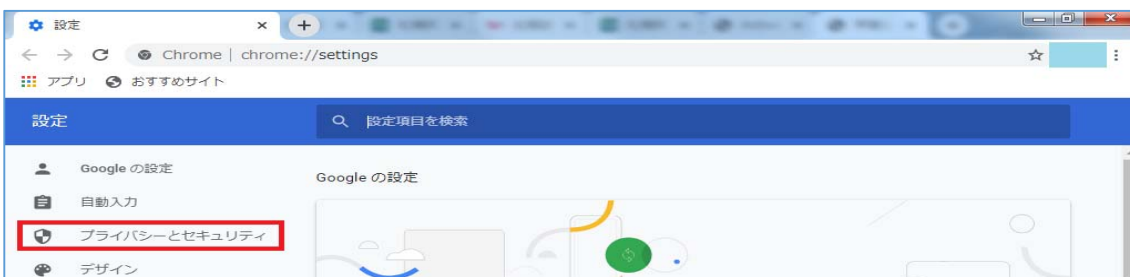 設定
Chrome | chrome://settings
アプリ おすすめサイト
設定 設定項目を検索
Google の設定
Google の設定
自動入力
プライバシーとセキュリティ
デザイン